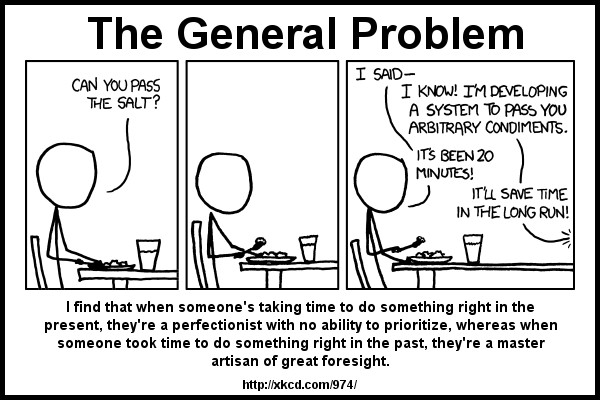 The General Problem
CAN YOU PASS
THE SALT?
I SAID—
I KNOW! I'M DEVELOPING
A SYSTEM TO PASS YOU
ARBITRARY CONDIMENTS.
IT'S BEEN 20
MINUTES!
IT'LL SAVE TIME
IN THE LONG RUN!
I find that when someone's taking time to do something right in the
present, they're a perfectionist with no ability to prioritize, whereas when
someone took time to do something right in the past, they're a master
artisan of great foresight.
http://xkcd.com/974/